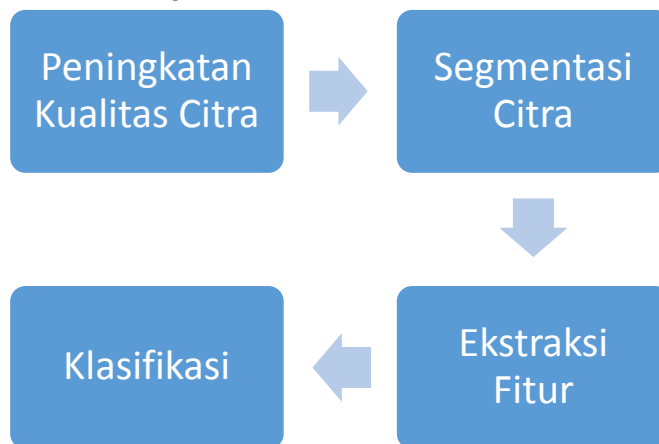 Peningkatan
Kualitas Citra
Segmentasi
Citra
Ekstraksi
Fitur
Klasifikasi